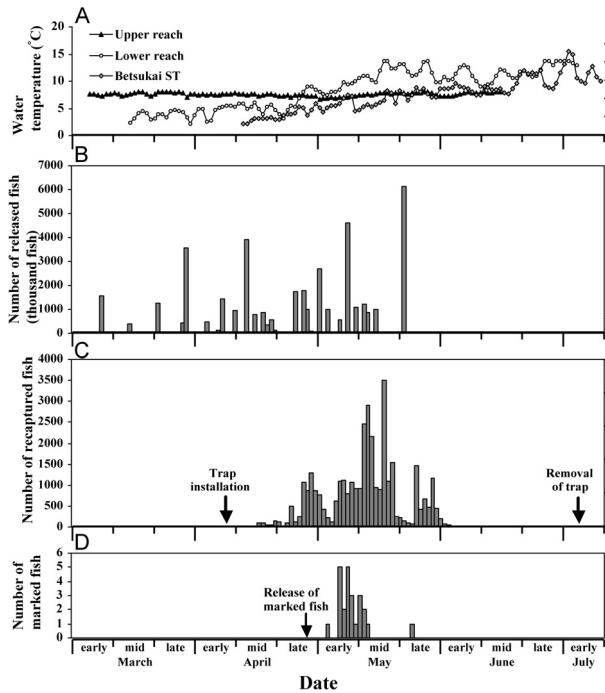 A
Water
temperature (°C)
20
15
10
5
0
Upper reach
Lower reach
Betsukai ST
B
Number of released fish
(thousand fish)
7000
6000
5000
4000
3000
2000
1000
0
C
Number of recaptured fish
4000
3500
3000
2500
2000
1500
1000
500
0
Trap
installation
Removal
of trap
D
Number of
marked fish
6
5
4
3
2
1
0
Release of
marked fish
early mid late early mid late early mid late early mid late early
March April May June July
Date